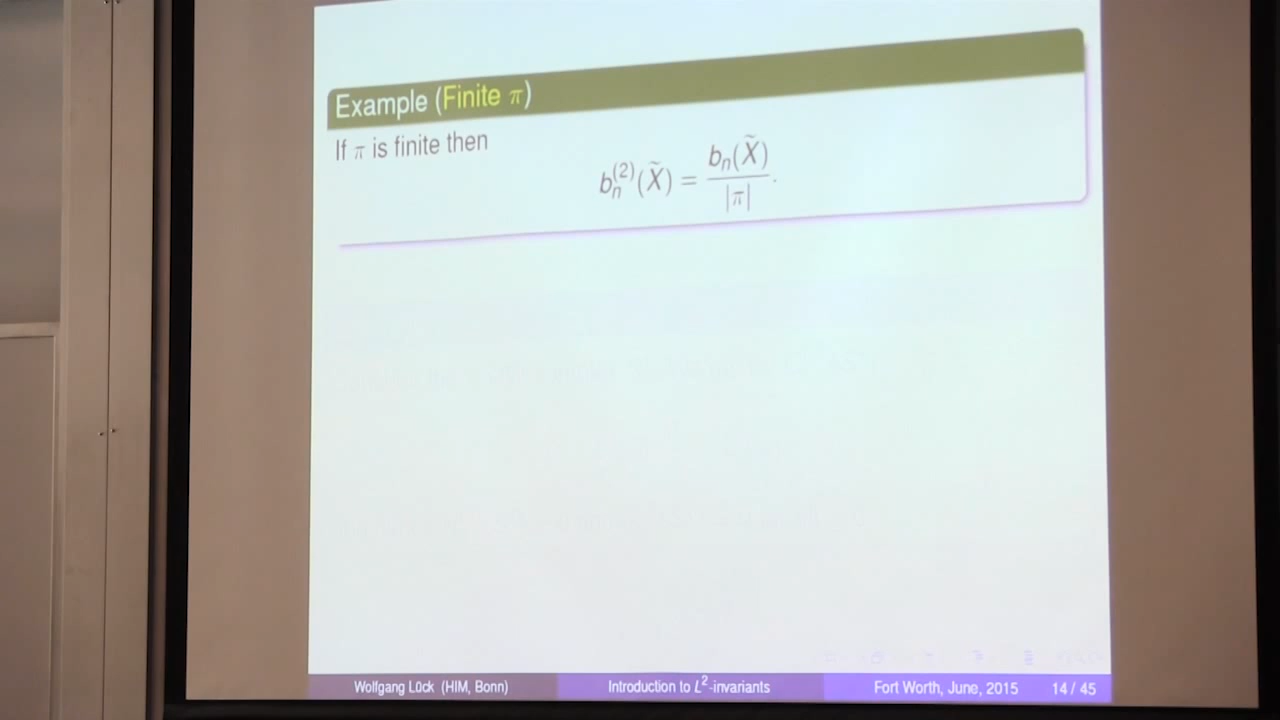 Example (Finite π)
If π is finite then
b_n^{(2)}(X̃) = b_n(X̃) / |π| .
Wolfgang Lück (HIM, Bonn) Introduction to L²-invariants Fort Worth, June, 2015 14 / 45